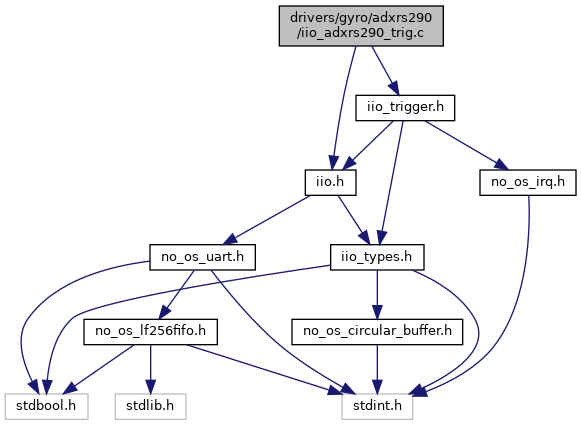 drivers/gyro/adxrs290
/iio_adxrs290_trig.c
iio_trigger.h
iio.h
no_os_irq.h
no_os_uart.h
iio_types.h
no_os_lf256fifo.h
no_os_circular_buffer.h
stdbool.h
stdlib.h
stdint.h